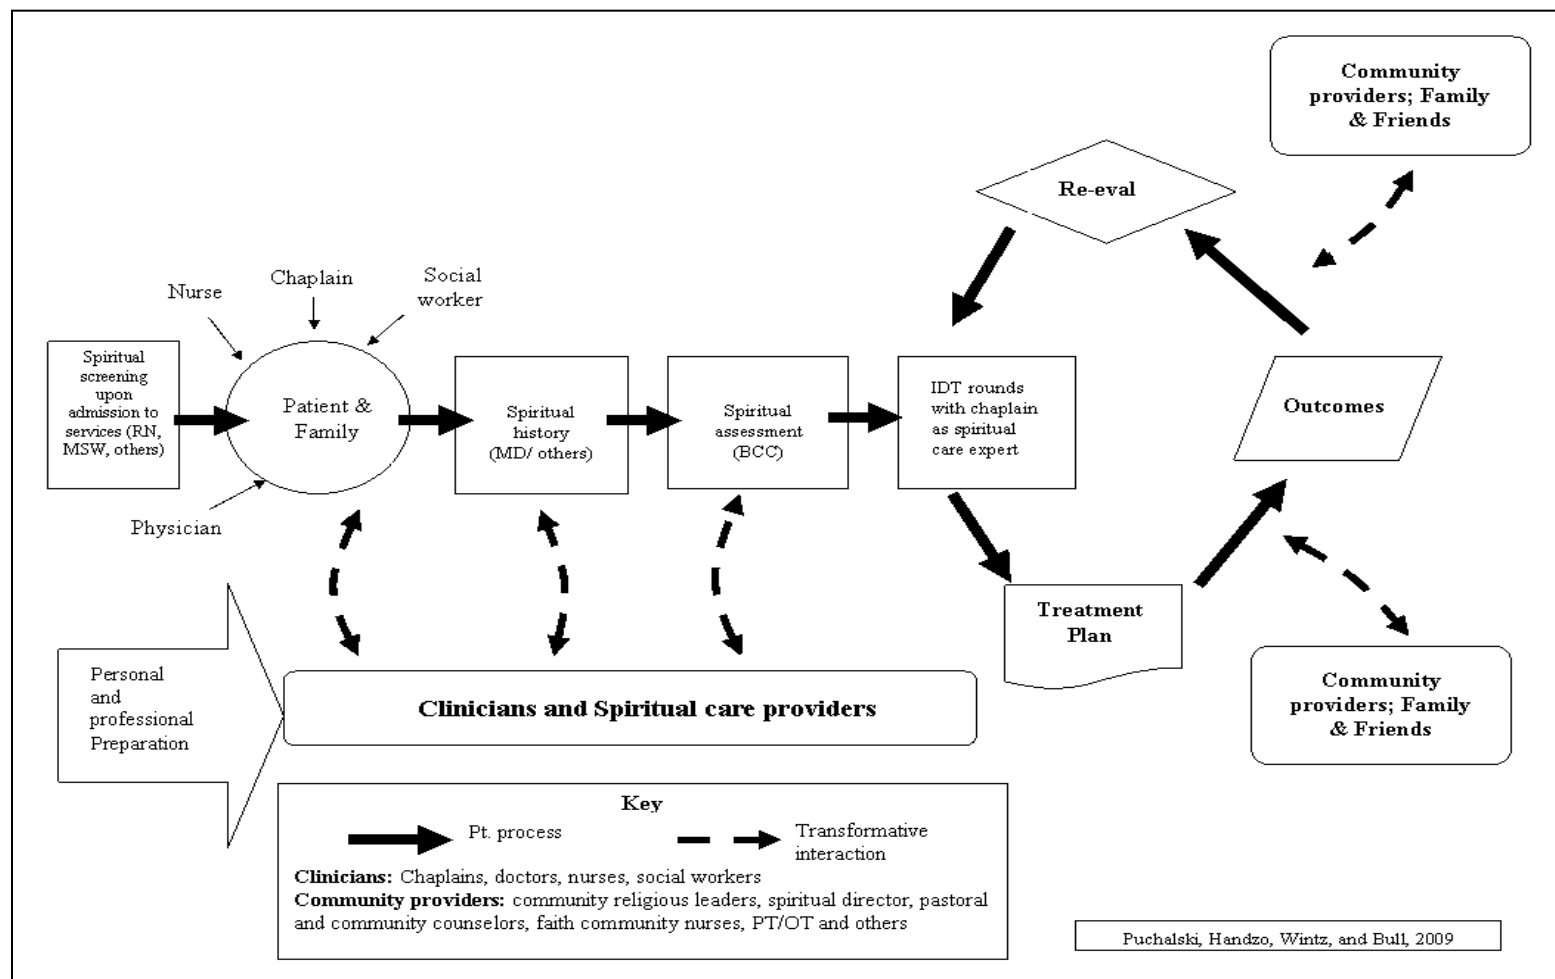 Community
providers; Family
& Friends
Re-eval
Nurse
Chaplain
Social
worker
Spiritual
screening
upon
admission to
services (RN,
MSW, others)
Patient &
Family
Spiritual
history
(MD/ others)
Spiritual
assessment
(BCC)
IDT rounds
with chaplain
as spiritual
care expert
Outcomes
Physician
Treatment
Plan
Personal
and
professional
Preparation
Clinicians and Spiritual care providers
Community
providers; Family
& Friends
Key
Pt. process
Transformative
interaction
Clinicians: Chaplains, doctors, nurses, social workers
Community providers: community religious leaders, spiritual director, pastoral
and community counselors, faith community nurses, PT/OT and others
Puchalski, Handzo, Wintz, and Bull, 2009